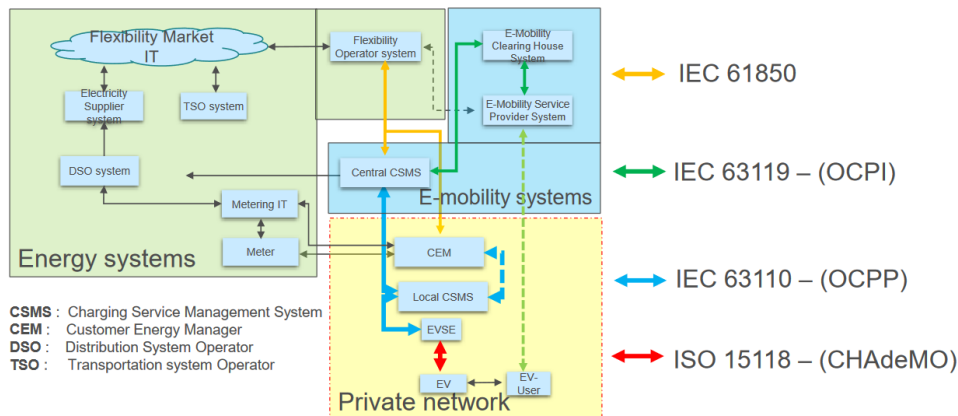 Flexibility Market
IT
Flexibility
Operator system
E-Mobility
Clearing House
System
IEC 61850
Electricity
Supplier
system
TSO system
E-Mobility Service
Provider System
DSO system
Central CSMS
IEC 63119 – (OCPI)
E-mobility systems
Metering IT
Meter
CEM
Energy systems
IEC 63110 – (OCPP)
Local CSMS
CSMS : Charging Service Management System
CEM : Customer Energy Manager
DSO : Distribution System Operator
TSO : Transportation system Operator
EVSE
ISO 15118 – (CHAdeMO)
EV
EV-
User
Private network